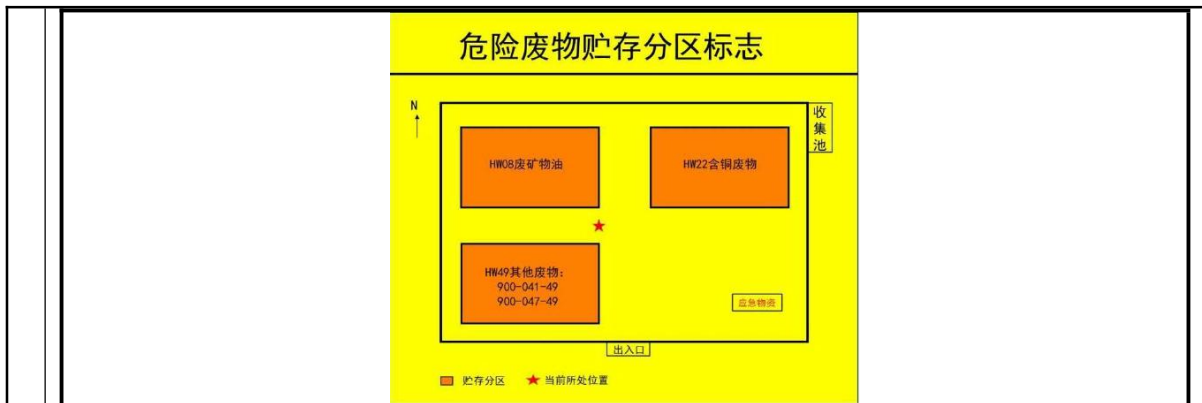 危险废物贮存分区标志
N
收集池
HW08废矿物油
HW22含铜废物
HW49其他废物:
900-041-49
900-047-49
应急物资
出入口
贮存分区
当前所处位置